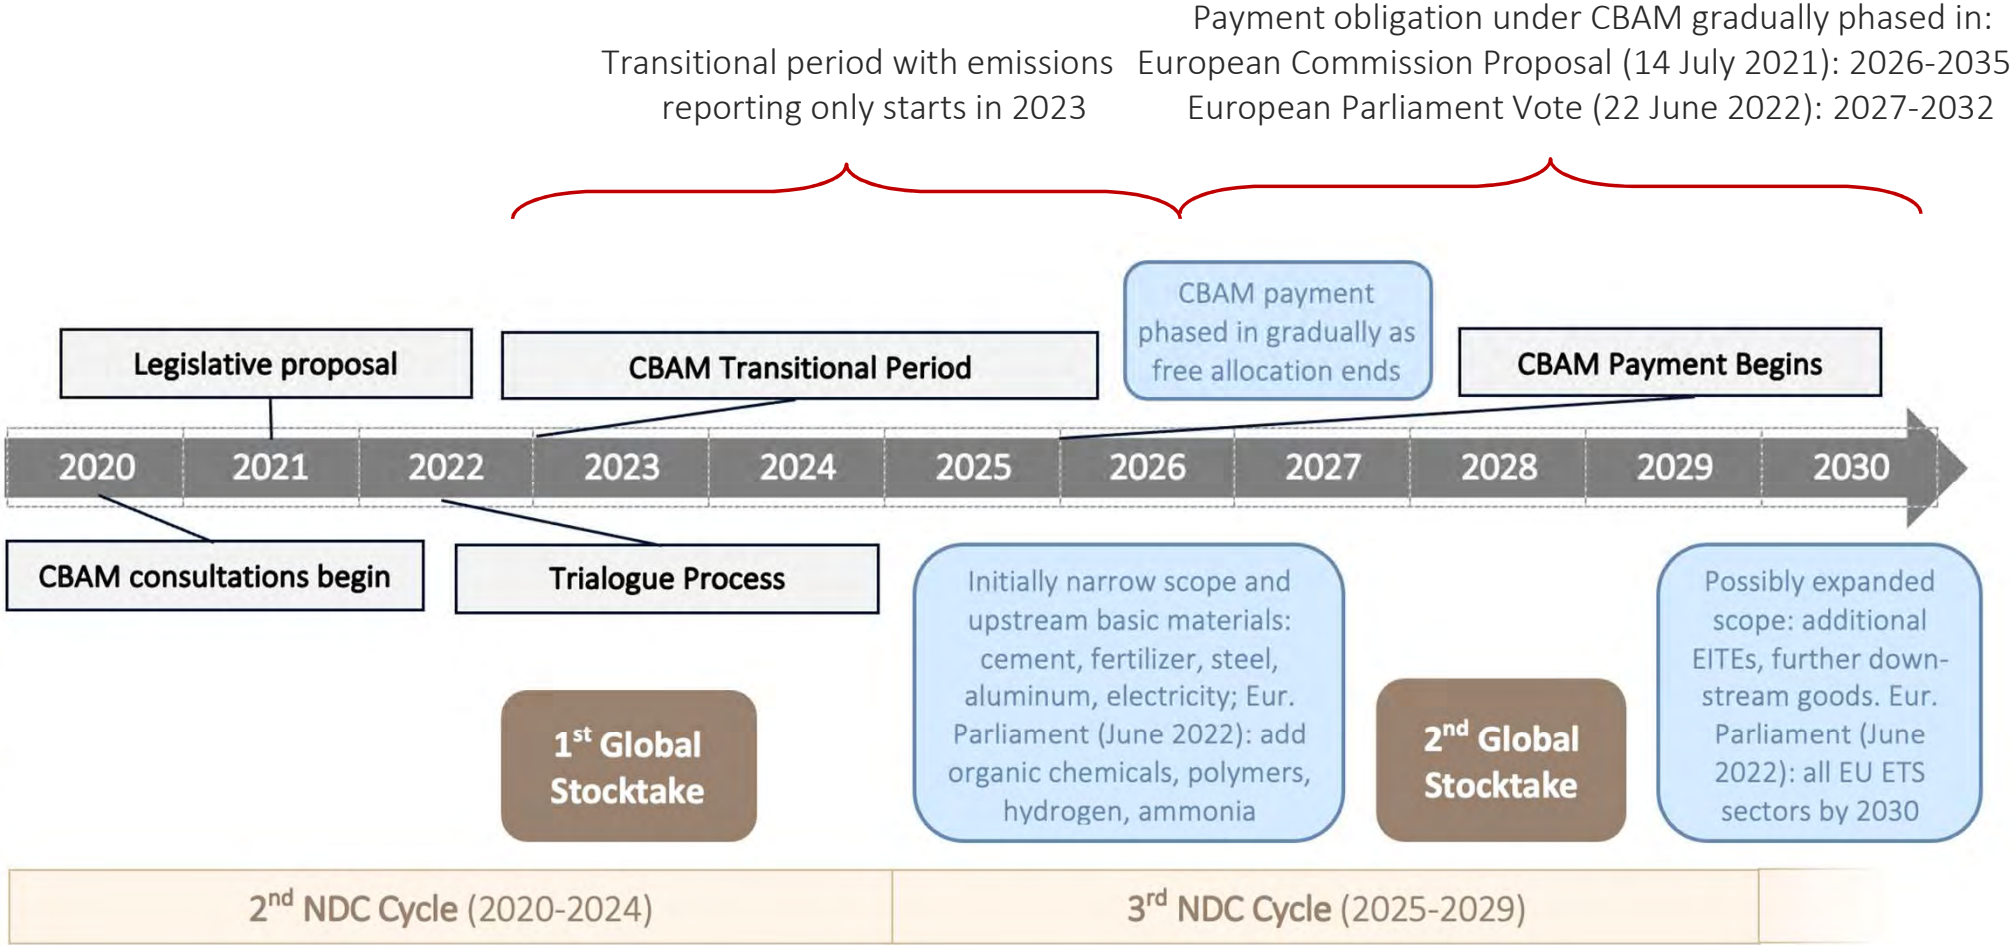 Transitional period with emissions
reporting only starts in 2023
Payment obligation under CBAM gradually phased in:
European Commission Proposal (14 July 2021): 2026-2035
European Parliament Vote (22 June 2022): 2027-2032
Legislative proposal
CBAM Transitional Period
CBAM payment
phased in gradually as
free allocation ends
CBAM Payment Begins
2020
2021
2022
2023
2024
2025
2026
2027
2028
2029
2030
CBAM consultations begin
Trialogue Process
1st Global
Stocktake
Initially narrow scope and
upstream basic materials:
cement, fertilizer, steel,
aluminum, electricity; Eur.
Parliament (June 2022): add
organic chemicals, polymers,
hydrogen, ammonia
2nd Global
Stocktake
Possibly expanded
scope: additional
EITEs, further down-
stream goods. Eur.
Parliament (June
2022): all EU ETS
sectors by 2030
2nd NDC Cycle (2020-2024)
3rd NDC Cycle (2025-2029)